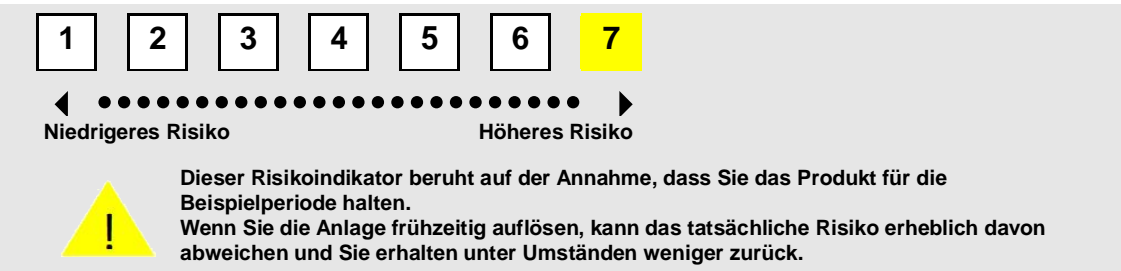 1 2 3 4 5 6 7
Niedrigeres Risiko Höheres Risiko
Dieser Risikoindikator beruht auf der Annahme, dass Sie das Produkt für die
Beispielperiode halten.
Wenn Sie die Anlage frühzeitig auflösen, kann das tatsächliche Risiko erheblich davon
abweichen und Sie erhalten unter Umständen weniger zurück.
!